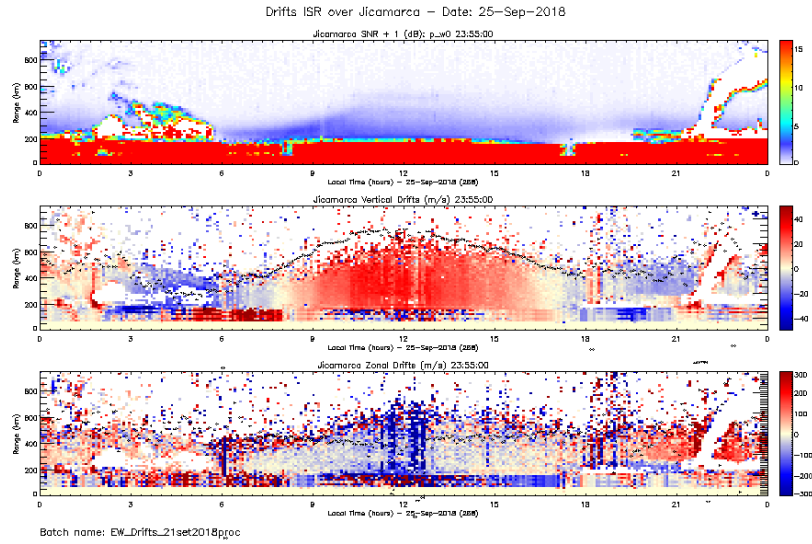 Drifts ISR over Jicamarca - Date: 25-Sep-2018
Jicamarca SNR + 1 (dB): p_w0 23:55:00
Range (km)
800
600
400
200
0
0 3 6 9 12 15 18 21 0
Local Time (hours) - 25-Sep-2018 (268)
15
10
5
0
Jicamarca Vertical Drifts (m/s) 23:55:00
Range (km)
800
600
400
200
0
0 3 6 9 12 15 18 21 0
Local Time (hours) - 25-Sep-2018 (268)
40
20
0
-20
-40
Jicamarca Zonal Drifts (m/s) 23:55:00
Range (km)
800
600
400
200
0
0 3 6 9 12 15 18 21 0
Local Time (hours) - 25-Sep-2018 (268)
300
200
100
0
-100
-200
-300
Batch name: EW_Drifts_21set2018proc